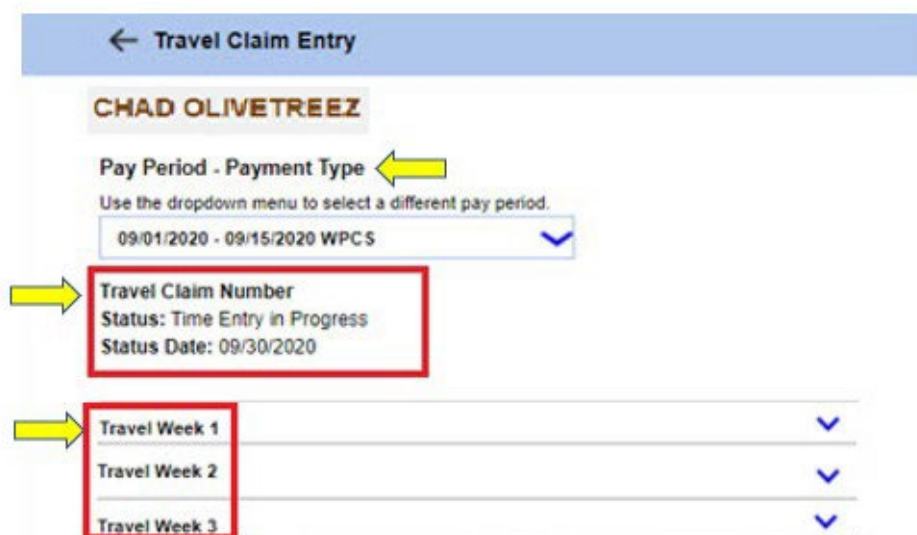 Travel Claim Entry
CHAD OLIVETREEZ
Pay Period - Payment Type
Use the dropdown menu to select a different pay period.
09/01/2020 - 09/15/2020 WPCS
Travel Claim Number
Status: Time Entry in Progress
Status Date: 09/30/2020
Travel Week 1
Travel Week 2
Travel Week 3